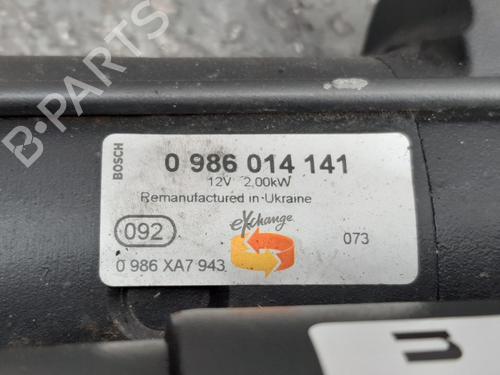 B-PARTS
BOSCH
0 986 014 141
12V 2,00kW
Remanufactured in Ukraine
eXchange
092
073
0 986 XA7 943